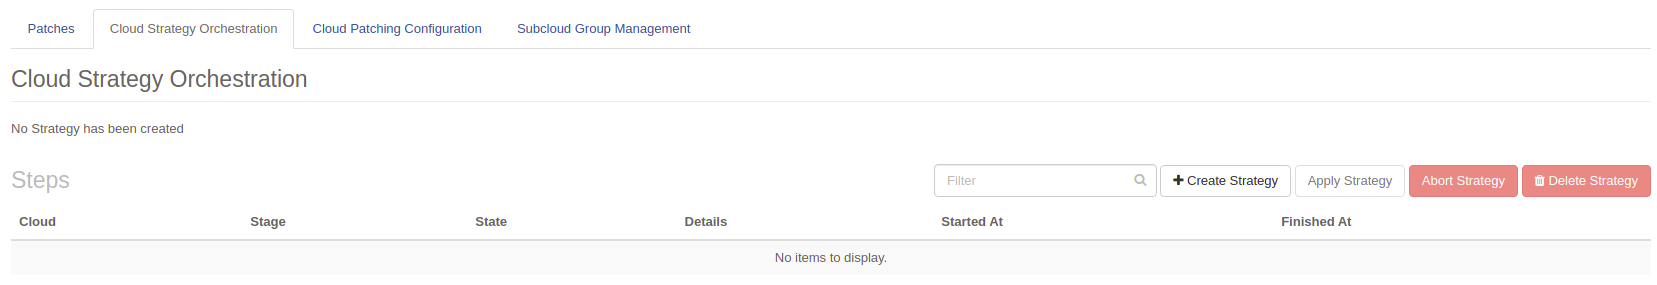 Patches Cloud Strategy Orchestration Cloud Patching Configuration Subcloud Group Management
Cloud Strategy Orchestration
No Strategy has been created
Steps Filter Create Strategy Apply Strategy Abort Strategy Delete Strategy
Cloud Stage State Details Started At Finished At
No items to display.